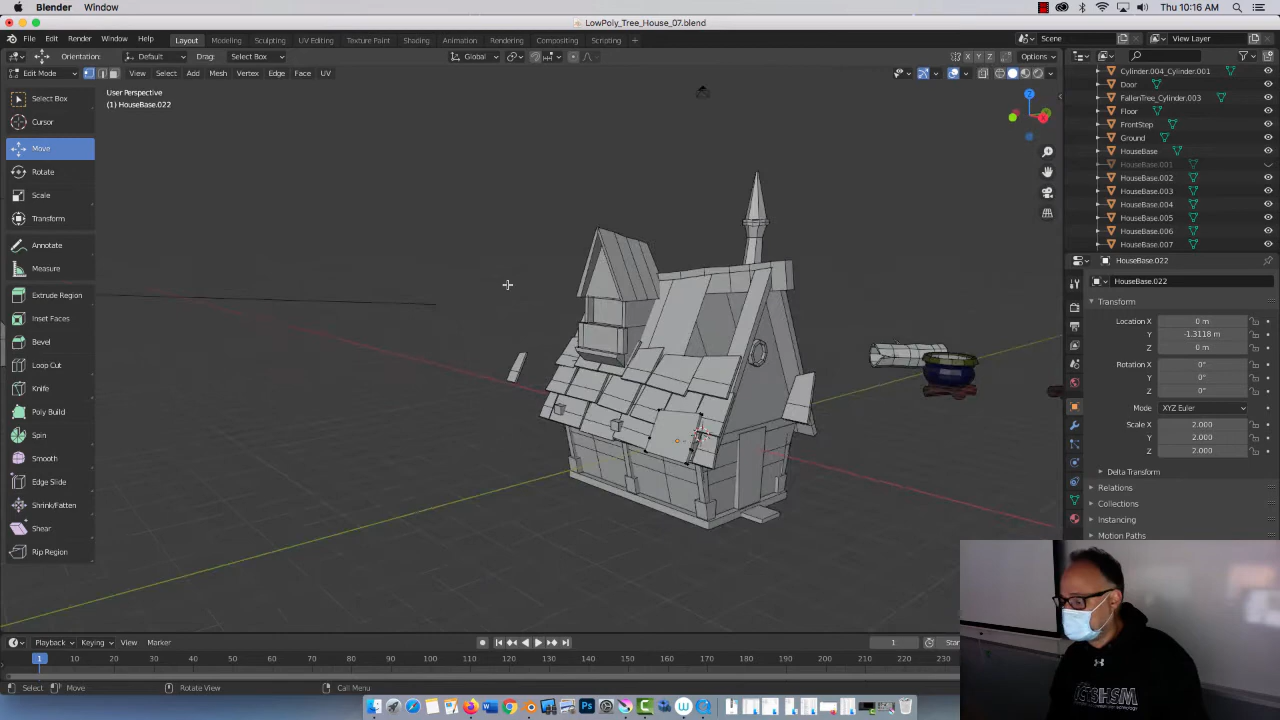 Blender Window
Thu 10:16 AM
LowPoly_Tree_House_07.blend
File Edit Render Window Help
Layout Modeling Sculpting UV Editing Texture Paint Shading Animation Rendering Compositing Scripting +
Scene
View Layer
Orientation: Default Drag: Select Box
Global
X Y Z Options
Edit Mode View Select Add Mesh Vertex Edge Face UV
User Perspective
(1) HouseBase.022
Select Box
Cursor
Move
Rotate
Scale
Transform
Annotate
Measure
Extrude Region
Inset Faces
Bevel
Loop Cut
Knife
Poly Build
Spin
Smooth
Edge Slide
Shrink/Fatten
Shear
Rip Region
Z
Cylinder.004_Cylinder.001
Door
FallenTree_Cylinder.003
Floor
FrontStep
Ground
HouseBase
HouseBase.001
HouseBase.002
HouseBase.003
HouseBase.004
HouseBase.005
HouseBase.006
HouseBase.007
HouseBase.022
HouseBase.022
Transform
Location X 0 m
Y -1.3118 m
Z 0 m
Rotation X 0°
Y 0°
Z 0°
Mode XYZ Euler
Scale X 2.000
Y 2.000
Z 2.000
Delta Transform
Relations
Collections
Instancing
Motion Paths
Playback Keying View Marker
1
Star
1 10 20 30 40 50 60 70 80 90 100 110 120 130 140 150 160 170 180 190 200 210 220 230
Select Box Move Rotate View Call Menu
ICTSHSM